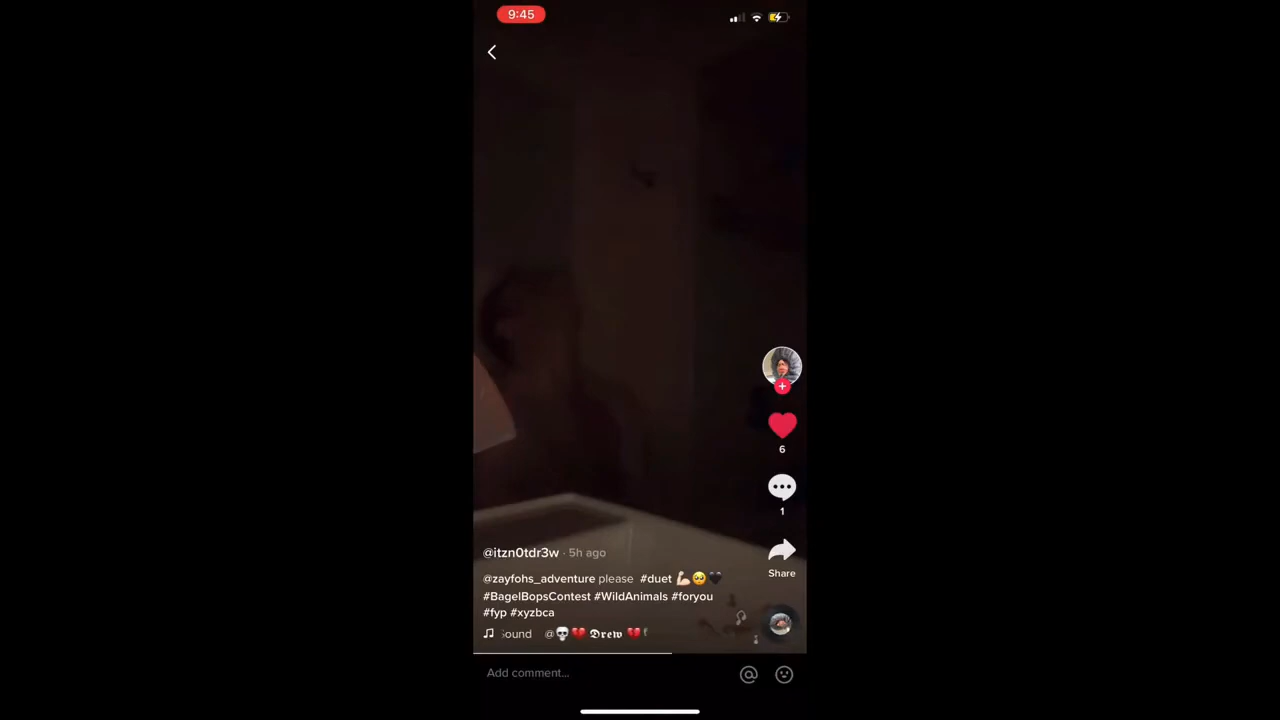 9:45
6
1
Share
@itzn0tdr3w · 5h ago
@zayfohs_adventure please #duet 💪🏻🥺🖤
#BagelBopsContest #WildAnimals #foryou
#fyp #xyzbca
ound @💀💔 𝕯𝖗𝖊𝖜 💔
Add comment...